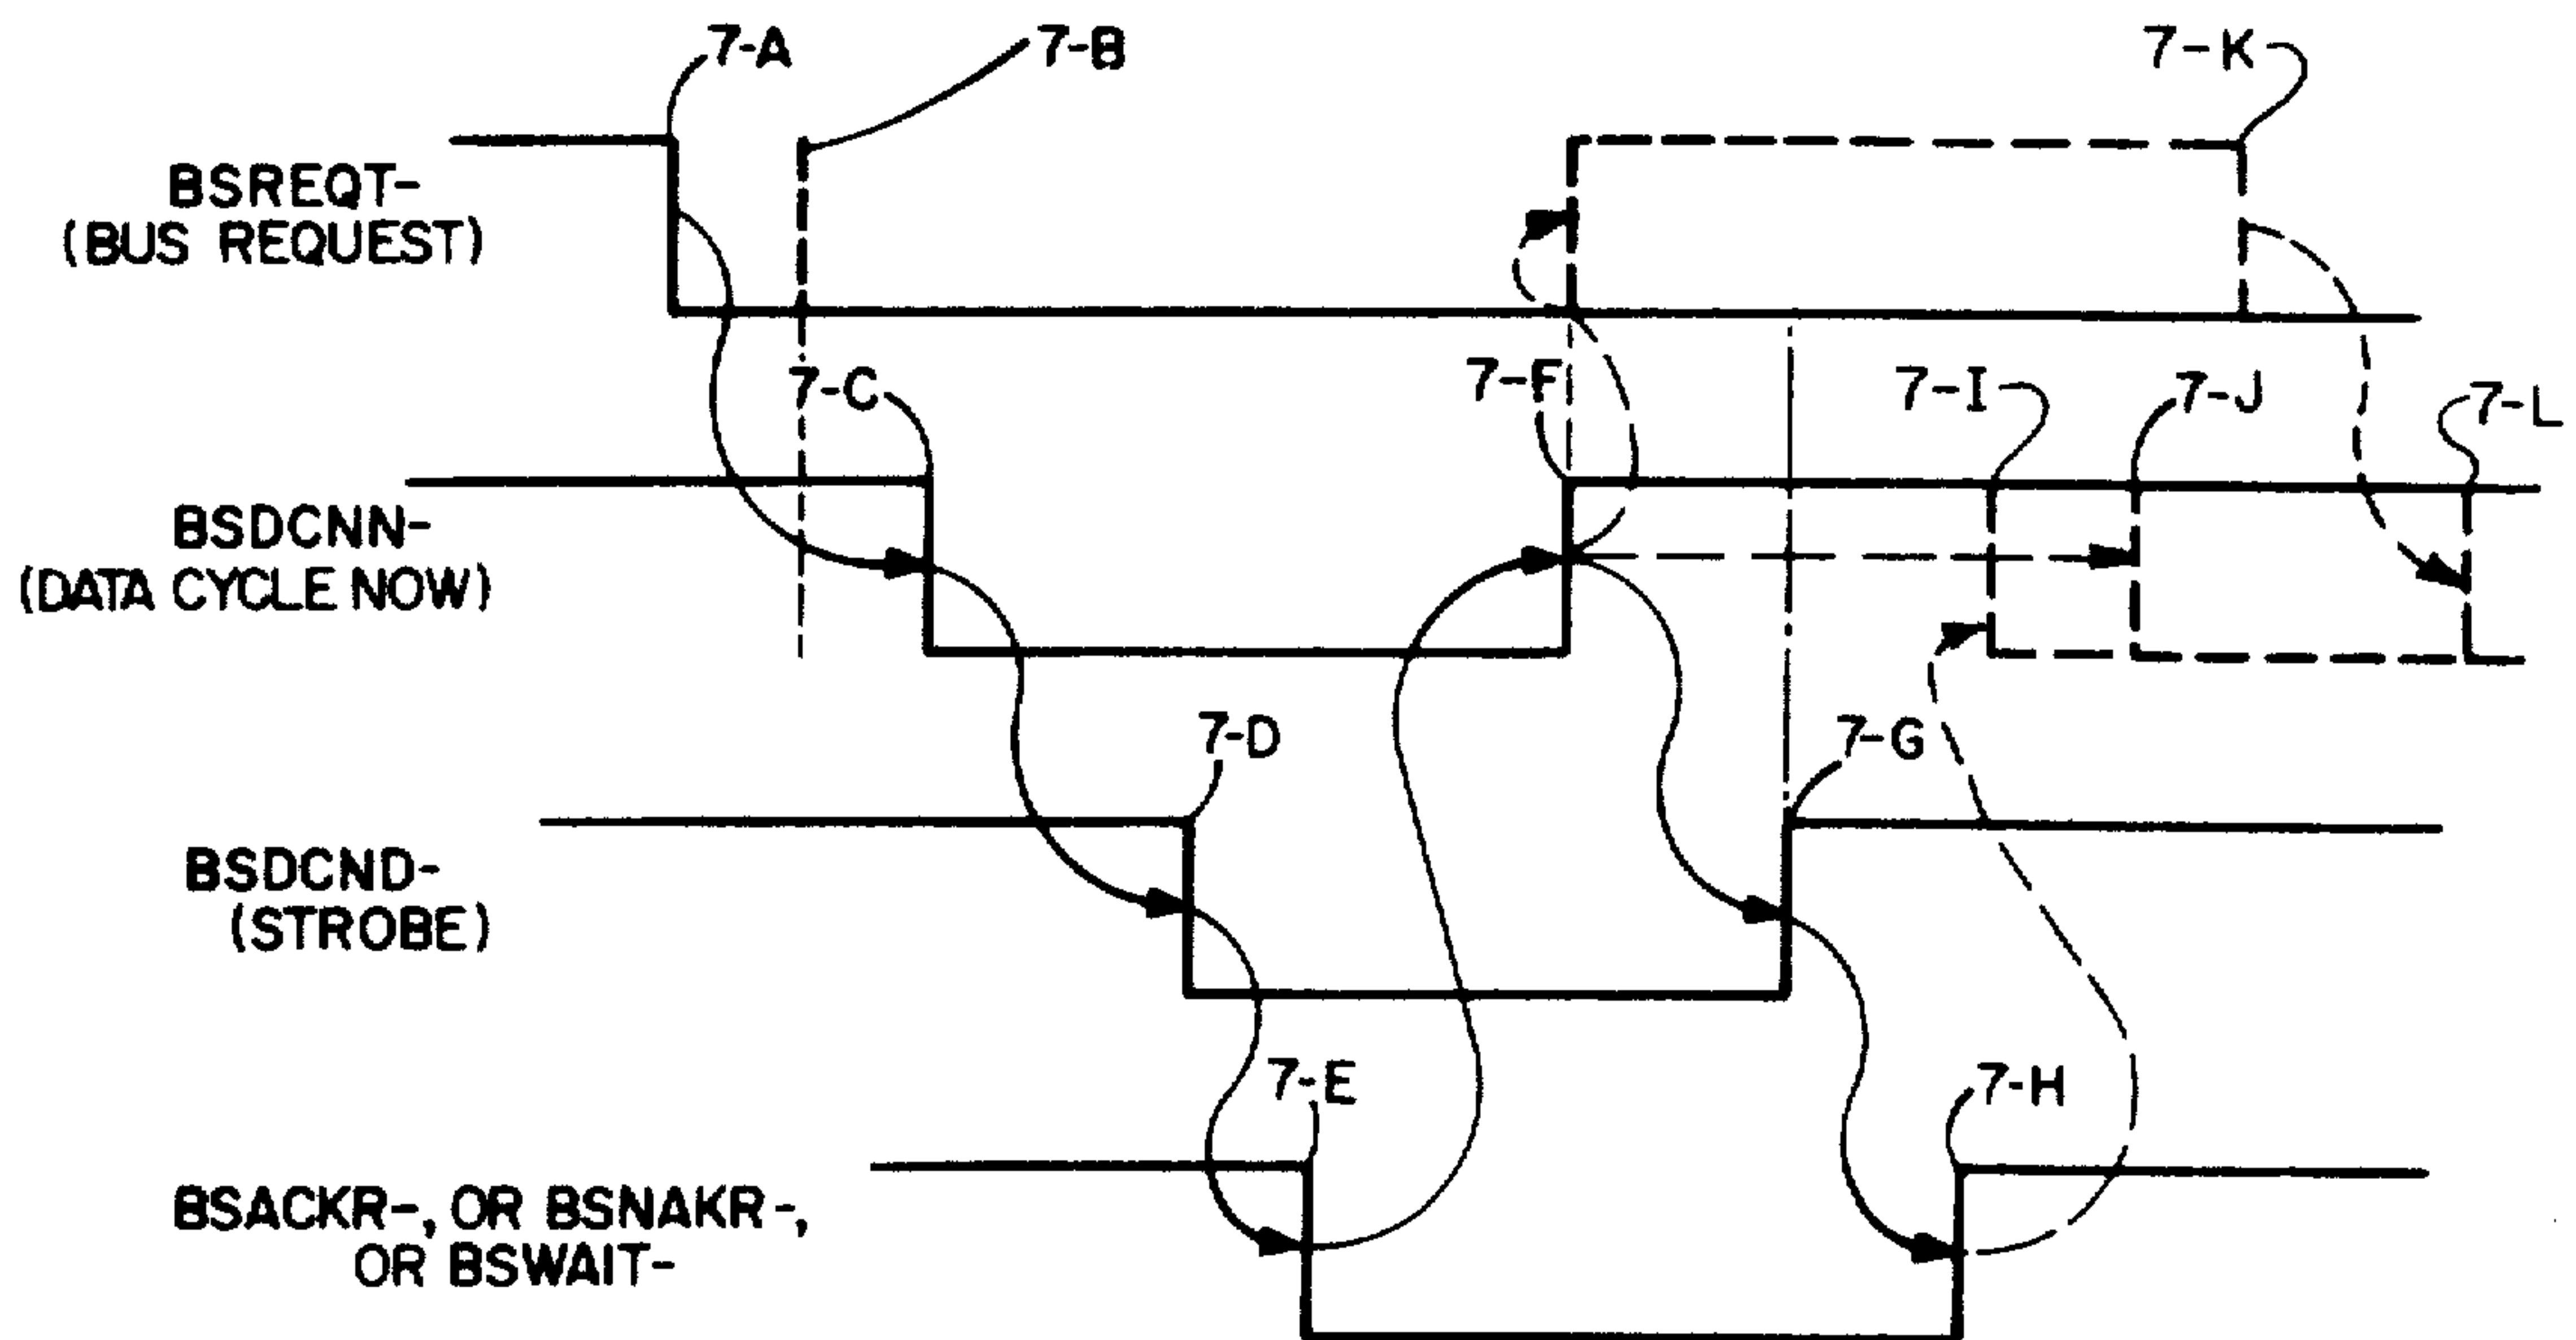 7-A
7-B
7-K
BSREQT-
(BUS REQUEST)
7-C
7-F
7-I
7-J
7-L
BSDCNN-
(DATA CYCLE NOW)
7-D
7-G
BSDCND-
(STROBE)
7-E
7-H
BSACKR-, OR BSNAKR-,
OR BSWAIT-